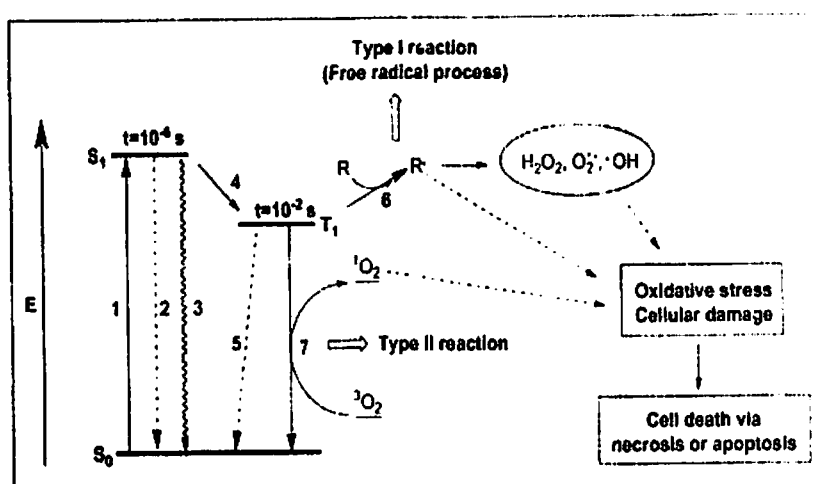 Type I reaction
(Free radical process)
t=10⁻⁶ s
S₁
4
R
R·
H₂O₂, O₂·⁻, ·OH
6
t=10⁻² s
T₁
¹O₂
E
1
2
3
5
7
Type II reaction
³O₂
S₀
Oxidative stress
Cellular damage
Cell death via
necrosis or apoptosis